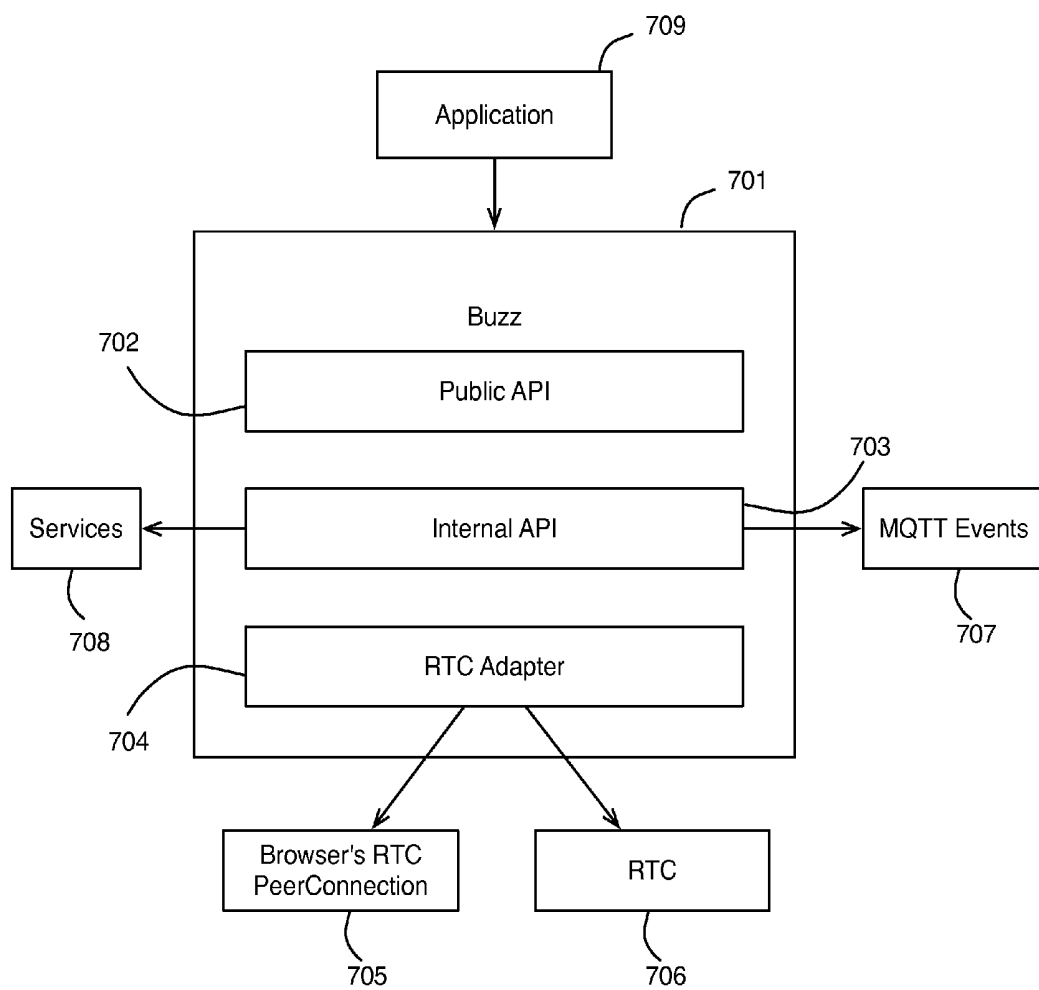 709
Application
701
Buzz
702
Public API
703
Services
Internal API
MQTT Events
708
707
RTC Adapter
704
Browser's RTC
PeerConnection
RTC
705
706